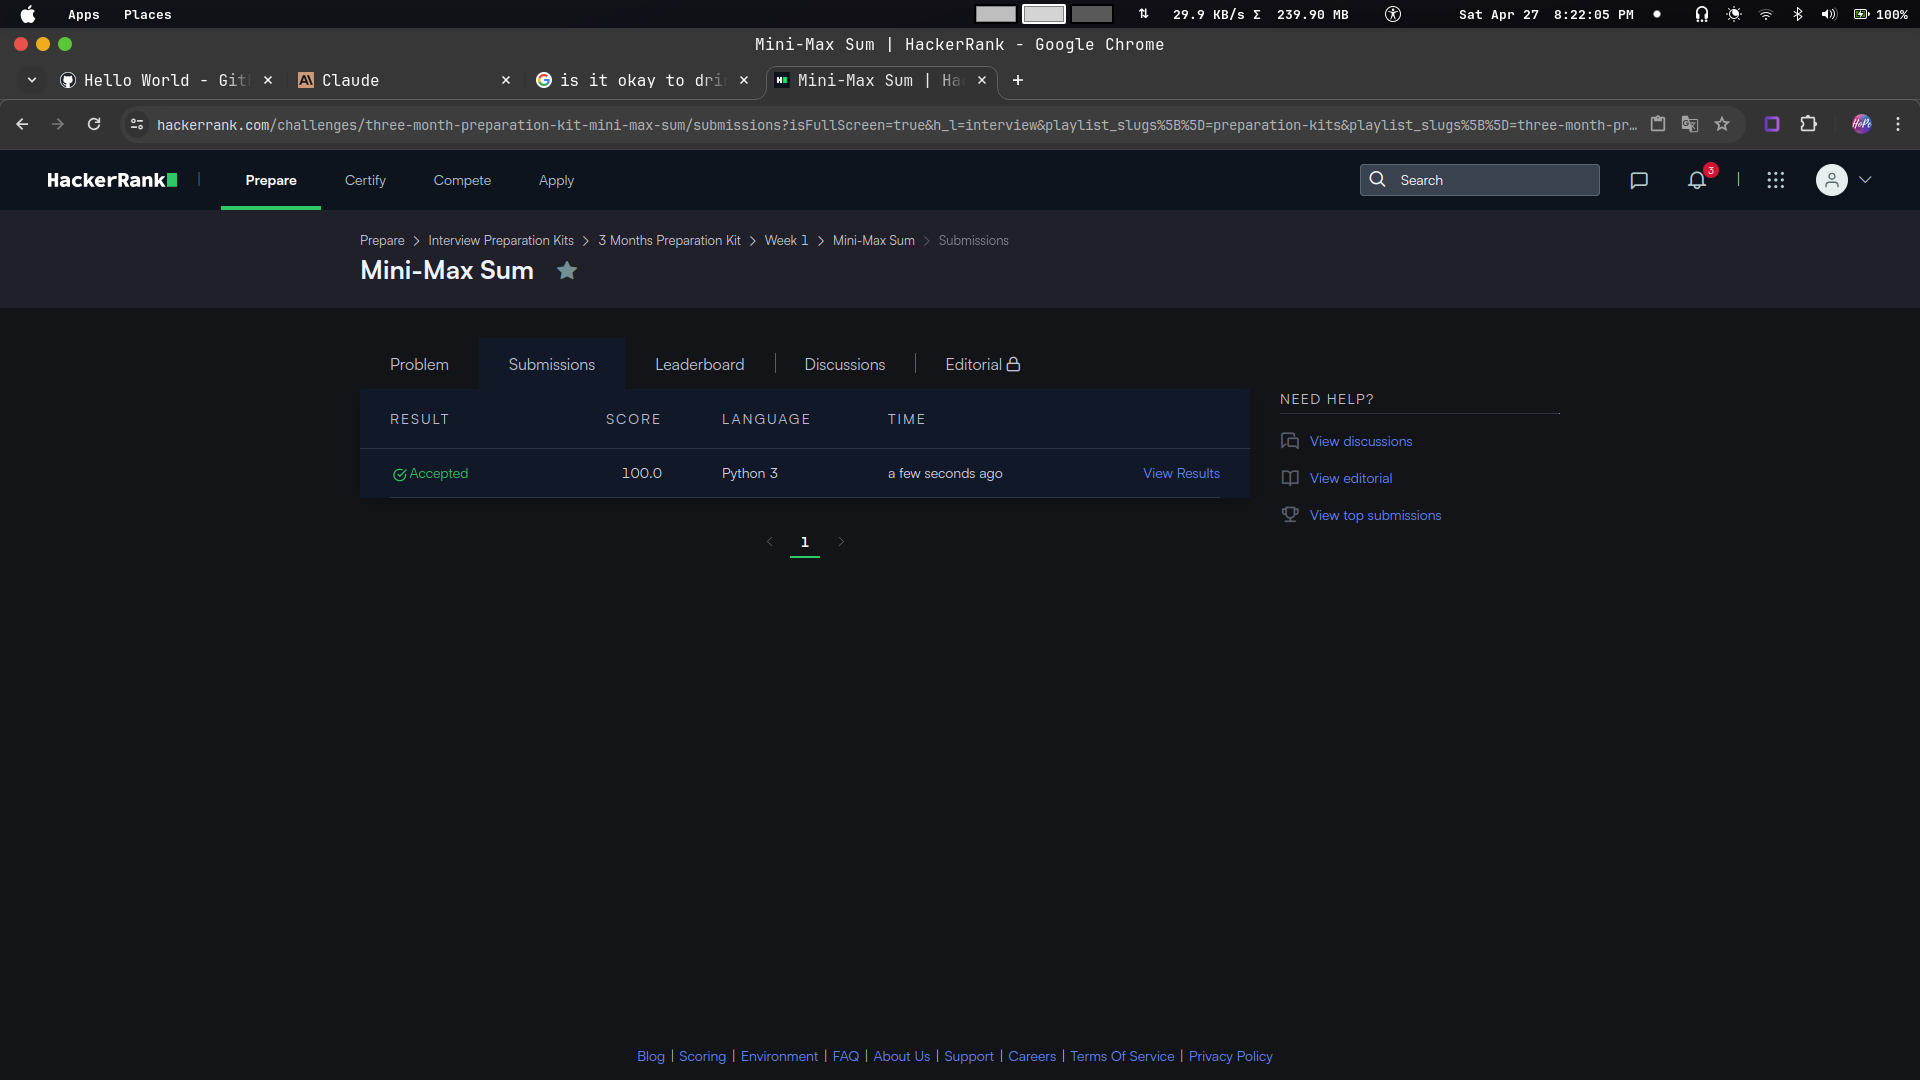 Apps Places 29.9 KB/s Σ 239.90 MB Sat Apr 27 8:22:05 PM 100%
Mini-Max Sum | HackerRank - Google Chrome
Hello World - Git Claude is it okay to dri Mini-Max Sum | Ha
hackerrank.com/challenges/three-month-preparation-kit-mini-max-sum/submissions?isFullScreen=true&h_l=interview&playlist_slugs%5B%5D=preparation-kits&playlist_slugs%5B%5D=three-month-pr…
HackerRank Prepare Certify Compete Apply Search 3
Prepare > Interview Preparation Kits > 3 Months Preparation Kit > Week 1 > Mini-Max Sum > Submissions
Mini-Max Sum
Problem Submissions Leaderboard Discussions Editorial
RESULT SCORE LANGUAGE TIME
Accepted 100.0 Python 3 a few seconds ago View Results
1
NEED HELP?
View discussions
View editorial
View top submissions
Blog | Scoring | Environment | FAQ | About Us | Support | Careers | Terms Of Service | Privacy Policy